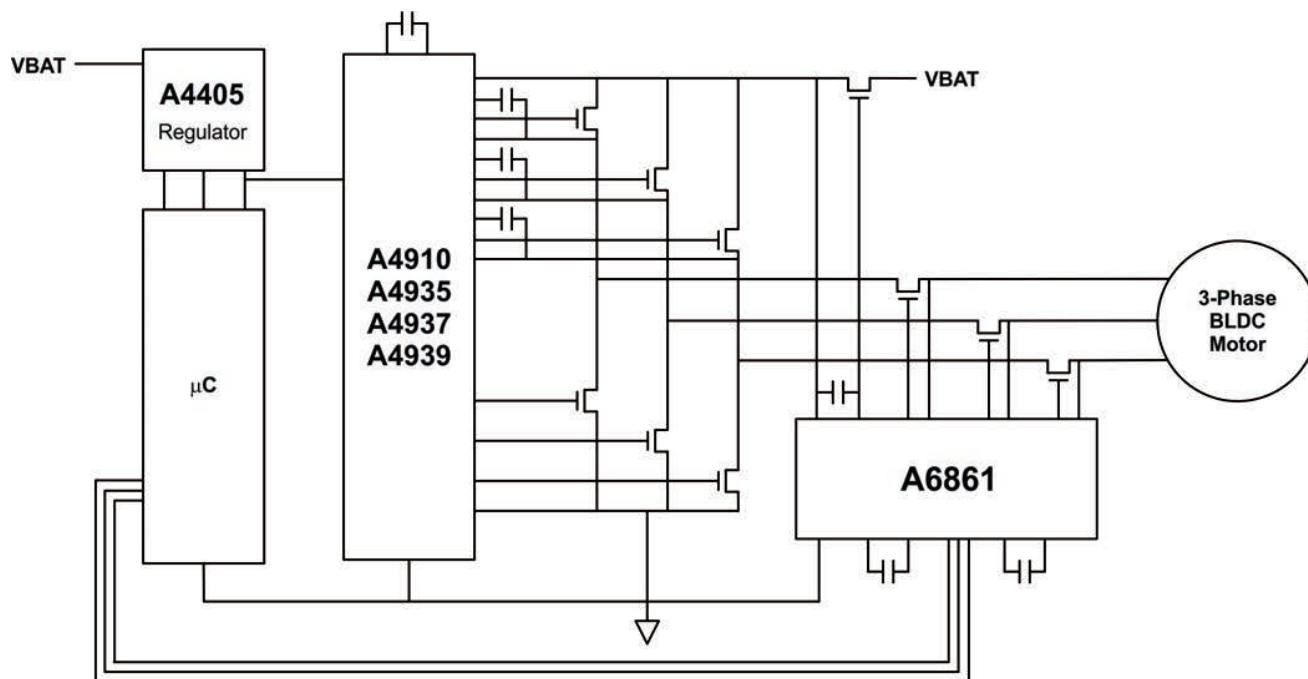 VBAT
A4405
Regulator
VBAT
A4910
A4935
A4937
A4939
3-Phase
BLDC
Motor
μC
A6861